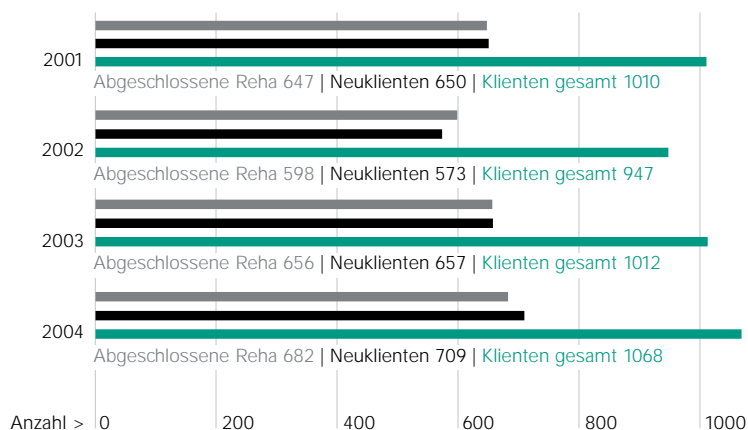 2001
Abgeschlossene Reha 647 | Neuklienten 650 | Klienten gesamt 1010
2002
Abgeschlossene Reha 598 | Neuklienten 573 | Klienten gesamt 947
2003
Abgeschlossene Reha 656 | Neuklienten 657 | Klienten gesamt 1012
2004
Abgeschlossene Reha 682 | Neuklienten 709 | Klienten gesamt 1068
Anzahl > 0 200 400 600 800 1000